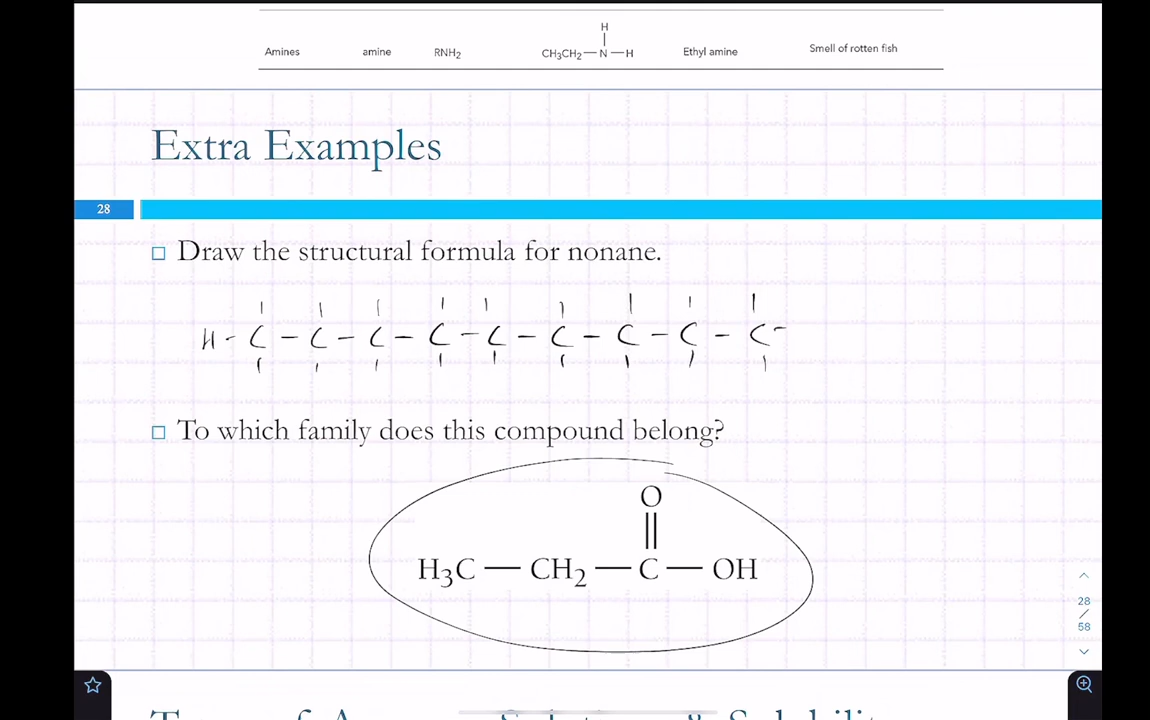 H
Amines amine RNH₂ CH₃CH₂—N—H Ethyl amine Smell of rotten fish
Extra Examples
28
Draw the structural formula for nonane.
H-C-C-C-C-C-C-C-C-C-
To which family does this compound belong?
O
H₃C—CH₂—C—OH
28
/
58